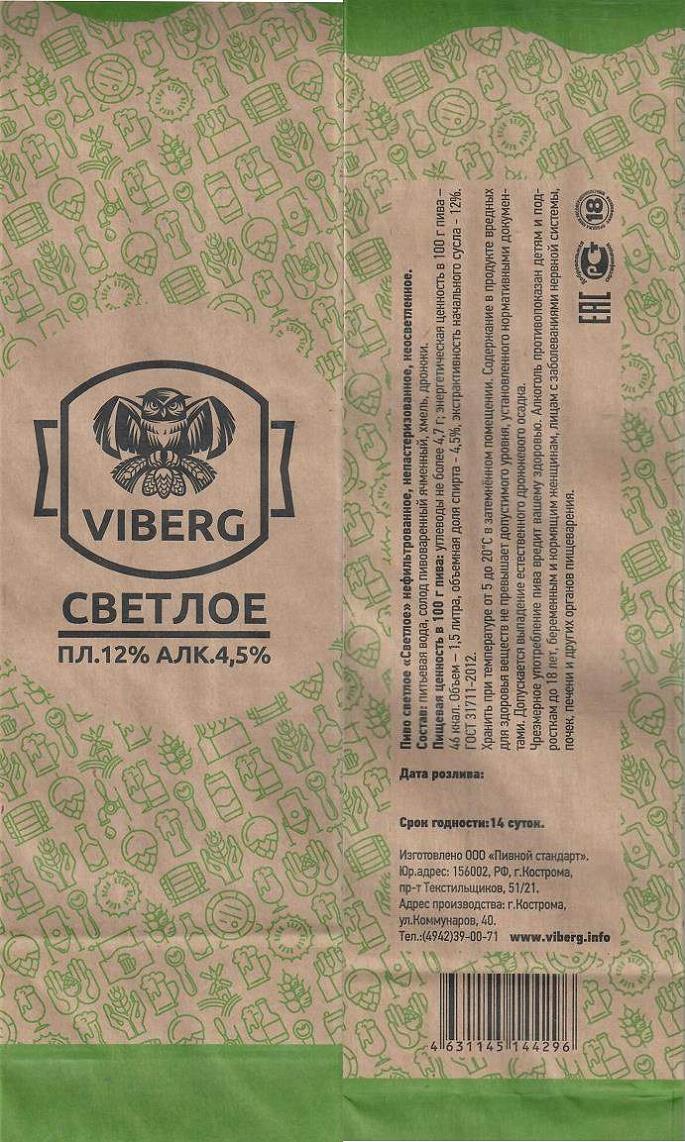 VIBERG
СВЕТЛОЕ
ПЛ.12% АЛК.4,5%
Пиво светлое «Светлое» нефильтрованное, непастеризованное, неосветленное.
Состав: питьевая вода, солод пивоваренный ячменный, хмель, дрожжи.
Пищевая ценность в 100 г пива: углеводы не более 4,7 г; энергетическая ценность в 100 г пива –
46 ккал. Объем – 1,5 литра, объемная доля спирта - 4,5%, экстрактивность начального сусла - 12%.
ГОСТ 31711-2012.
Хранить при температуре от 5 до 20°С в затемнённом помещении. Содержание в продукте вредных
для здоровья веществ не превышает допустимого уровня, установленного нормативными докумен-
тами. Допускается выпадение естественного дрожжевого осадка.
Чрезмерное употребление пива вредит вашему здоровью. Алкоголь противопоказан детям и под-
росткам до 18 лет, беременным и кормящим женщинам, лицам с заболеваниями нервной системы,
почек, печени и других органов пищеварения.
ЕАС
РСТ
18
Дата розлива:
Срок годности:14 суток.
Изготовлено ООО «Пивной стандарт».
Юр.адрес: 156002, РФ, г.Кострома,
пр-т Текстильщиков, 51/21.
Адрес производства: г.Кострома,
ул.Коммунаров, 40.
Тел.:(4942)39-00-71 www.viberg.info
4 631145 144296